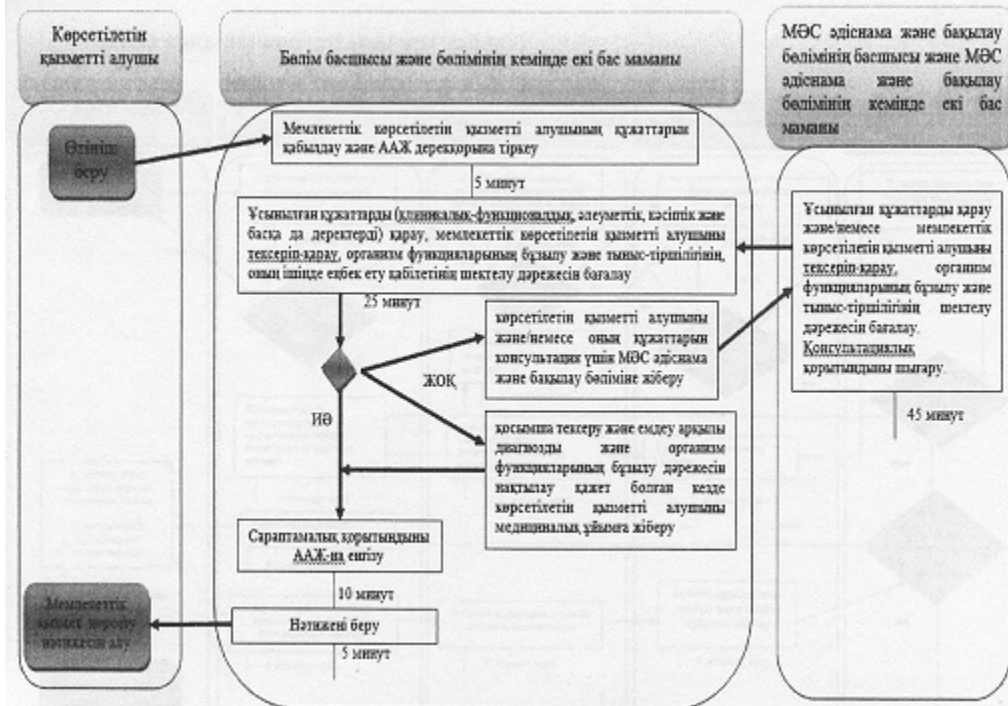 Көрсетілетін
қызметті алушы
Бөлім басшысы және бөлімінің кемінде екі бас маманы
МӘС әдіснама және бақылау
бөлімінің басшысы және МӘС
әдіснама және бақылау
бөлімінің кемінде екі бас
маманы
Өтініш
беру
Мемлекеттік көрсетілетін қызметті алушының құжаттарын
қабылдау және ААЖ дерекқорына тіркеу
5 минут
Ұсынылған құжаттарды (клиникалық-функционалдық, әлеуметтік, кәсіптік және
басқа да деректерді) қарау, мемлекеттік көрсетілетін қызметті алушыны
тексеріп-қарау, организм функцияларының бұзылу және тыныс-тіршілігінің,
оның ішінде еңбек ету қабілетінің шектелу дәрежесін бағалау
25 минут
Ұсынылған құжаттарды қарау
және/немесе мемлекеттік
көрсетілетін қызметті алушыны
тексеріп-қарау, организм
функцияларының бұзылу және
тыныс-тіршілігінің шектелу
дәрежесін бағалау.
Консультациялық
қорытындыны шығару.
45 минут
көрсетілетін қызметті алушыны
және/немесе оның құжаттарын
консультация үшін МӘС әдіснама
және бақылау бөліміне жіберу
ЖОҚ
ИӘ
қосымша тексеру және емдеу арқылы
диагнозды және организм
функцияларының бұзылу дәрежесін
нақтылау қажет болған кезде
көрсетілетін қызметті алушыны
медициналық ұйымға жіберу
Сараптамалық қорытындыны
ААЖ-на енгізу
10 минут
Нәтижені беру
5 минут
Мемлекеттік
қызмет көрсету
нәтижесін алу